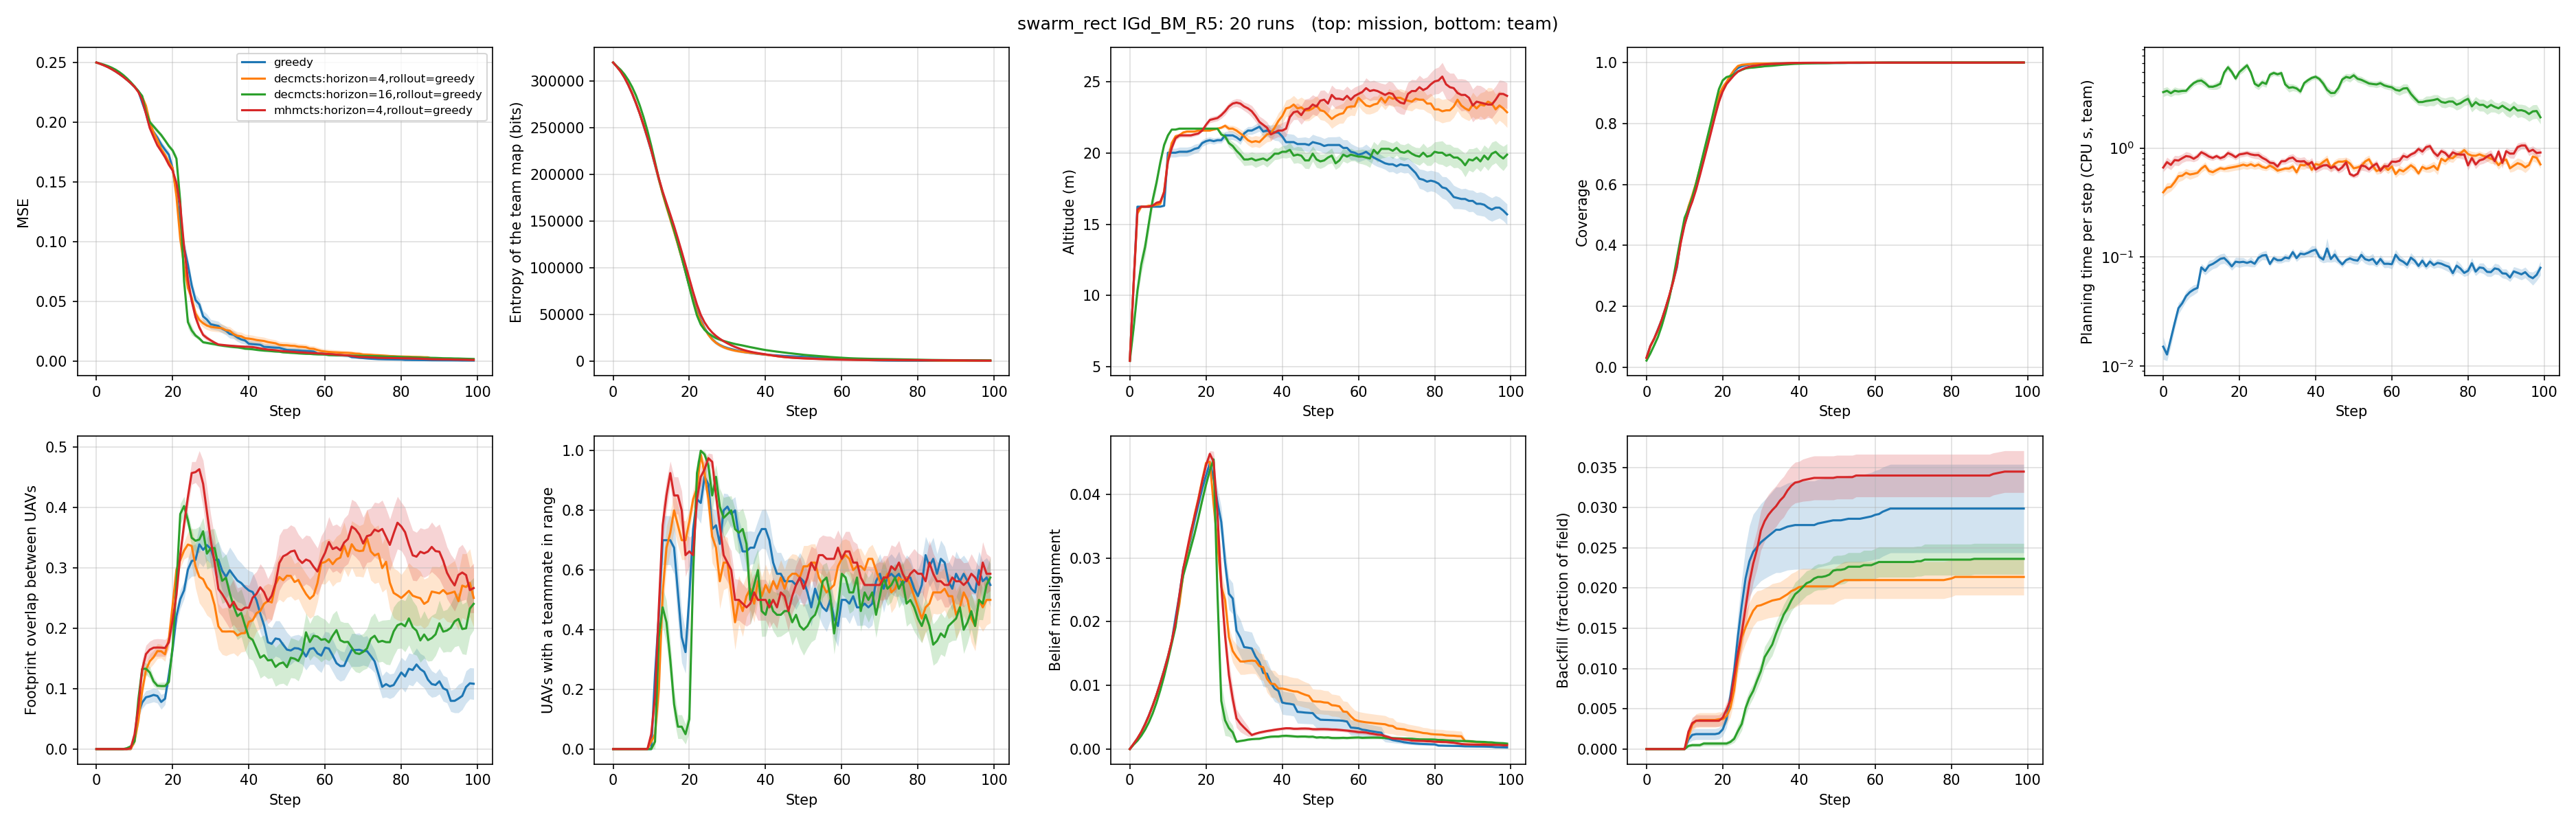 swarm_rect IGd_BM_R5: 20 runs   (top: mission, bottom: team)
MSE
0.25
0.20
0.15
0.10
0.05
0.00
greedy
decmcts:horizon=4,rollout=greedy
decmcts:horizon=16,rollout=greedy
mhmcts:horizon=4,rollout=greedy
0 20 40 60 80 100
Step
Entropy of the team map (bits)
300000
250000
200000
150000
100000
50000
0
0 20 40 60 80 100
Step
Altitude (m)
25
20
15
10
5
0 20 40 60 80 100
Step
Coverage
1.0
0.8
0.6
0.4
0.2
0.0
0 20 40 60 80 100
Step
Planning time per step (CPU s, team)
10⁰
10⁻¹
10⁻²
0 20 40 60 80 100
Step
Footprint overlap between UAVs
0.5
0.4
0.3
0.2
0.1
0.0
0 20 40 60 80 100
Step
UAVs with a teammate in range
1.0
0.8
0.6
0.4
0.2
0.0
0 20 40 60 80 100
Step
Belief misalignment
0.04
0.03
0.02
0.01
0.00
0 20 40 60 80 100
Step
Backfill (fraction of field)
0.035
0.030
0.025
0.020
0.015
0.010
0.005
0.000
0 20 40 60 80 100
Step